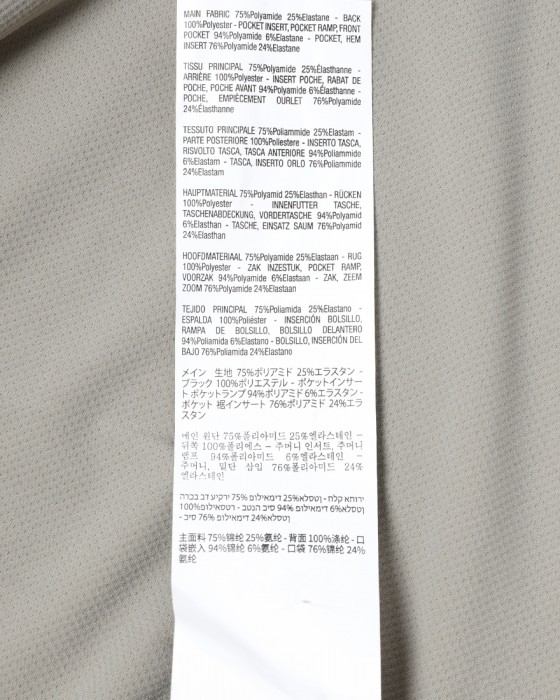 MAIN FABRIC 75%Polyamide 25%Elastane - BACK
100%Polyester - POCKET INSERT, POCKET RAMP, FRONT
POCKET 94%Polyamide 6%Elastane - POCKET, HEM
INSERT 76%Polyamide 24%Elastane
TISSU PRINCIPAL 75%Polyamide 25%Élasthanne -
ARRIÈRE 100%Polyester - INSERT POCHE, RABAT DE
POCHE, POCHE AVANT 94%Polyamide 6%Élasthanne -
POCHE, EMPIÈCEMENT OURLET 76%Polyamide
24%Élasthanne
TESSUTO PRINCIPALE 75%Poliammide 25%Elastam -
PARTE POSTERIORE 100%Poliestere - INSERTO TASCA,
RISVOLTO TASCA, TASCA ANTERIORE 94%Poliammide
6%Elastam - TASCA, INSERTO ORLO 76%Poliammide
24%Elastam
HAUPTMATERIAL 75%Polyamid 25%Elasthan - RÜCKEN
100%Polyester - INNENFUTTER TASCHE,
TASCHENABDECKUNG, VORDERTASCHE 94%Polyamid
6%Elasthan - TASCHE, EINSATZ SAUM 76%Polyamid
24%Elasthan
HOOFDMATERIAAL 75%Polyamide 25%Elastaan - RUG
100%Polyester - ZAK INZESTUK, POCKET RAMP,
VOORZAK 94%Polyamide 6%Elastaan - ZAK, ZEEM
ZOOM 76%Polyamide 24%Elastaan
TEJIDO PRINCIPAL 75%Poliamida 25%Elastano -
ESPALDA 100%Poliéster - INSERCIÓN BOLSILLO,
RAMPA DE BOLSILLO, BOLSILLO DELANTERO
94%Poliamida 6%Elastano - BOLSILLO, INSERCIÓN DEL
BAJO 76%Poliamida 24%Elastano
メイン 生地 75%ポリアミド 25%エラスタン -
ブラック 100%ポリエステル - ポケットインサー
ト ポケットランプ 94%ポリアミド 6%エラスタン -
ポケット 裾インサート 76%ポリアミド 24%エラ
スタン
메인 원단 75%폴리아미드 25%엘라스테인 -
뒤쪽 100%폴리에스 - 주머니 인서트, 주머니
램프 94%폴리아미드 6%엘라스테인 -
주머니, 밑단 삽입 76%폴리아미드 24%
엘라스테인
主面料 75%锦纶 25%氨纶 - 背面 100%涤纶 - 口
袋嵌入 94%锦纶 6%氨纶 - 口袋 76%锦纶 24%
氨纶